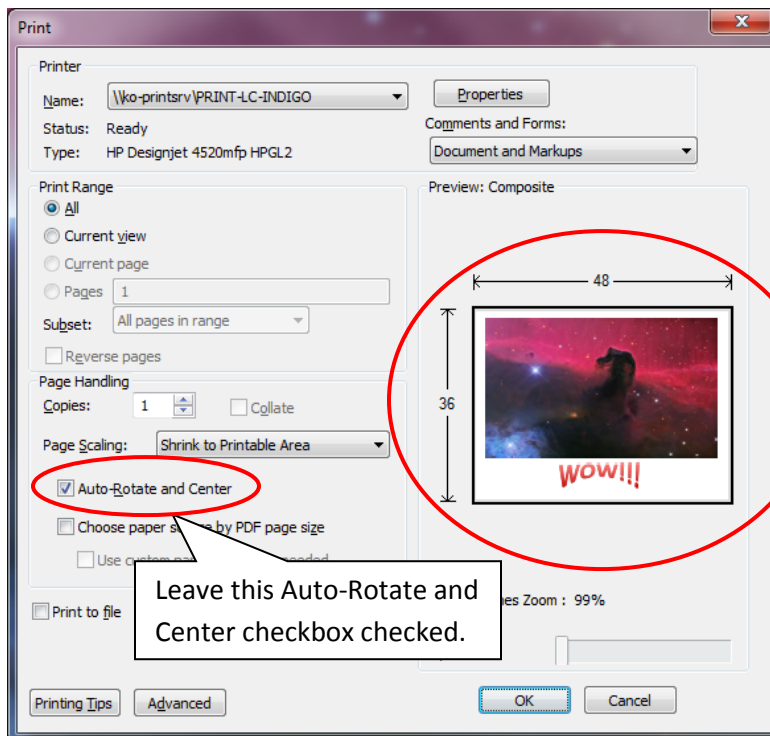 Print
Printer
Name: \\ko-printsrv\PRINT-LC-INDIGO
Properties
Status: Ready
Comments and Forms:
Type: HP Designjet 4520mfp HPGL2
Document and Markups
Print Range
All
Current view
Current page
Pages 1
Subset: All pages in range
Reverse pages
Preview: Composite
48
36
WOW!!!
Page Handling
Copies: 1 Collate
Page Scaling: Shrink to Printable Area
Auto-Rotate and Center
Choose paper by PDF page size
Use
Leave this Auto-Rotate and
Center checkbox checked.
Print to file
Zoom : 99%
Printing Tips
Advanced
OK
Cancel